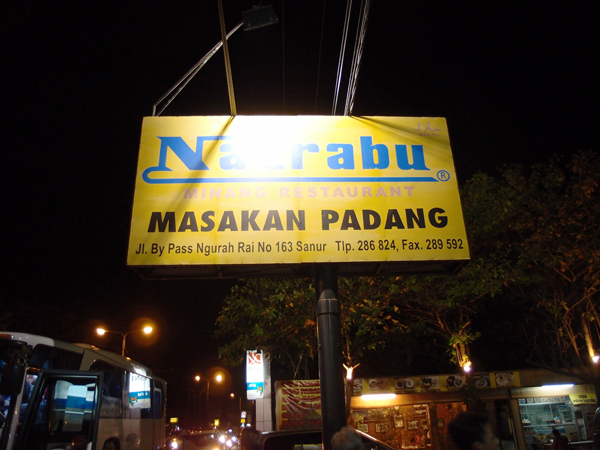 Natrabu ®
MINANG RESTAURANT
MASAKAN PADANG
Jl. By Pass Ngurah Rai No 163 Sanur Tlp. 286 824, Fax. 289 592